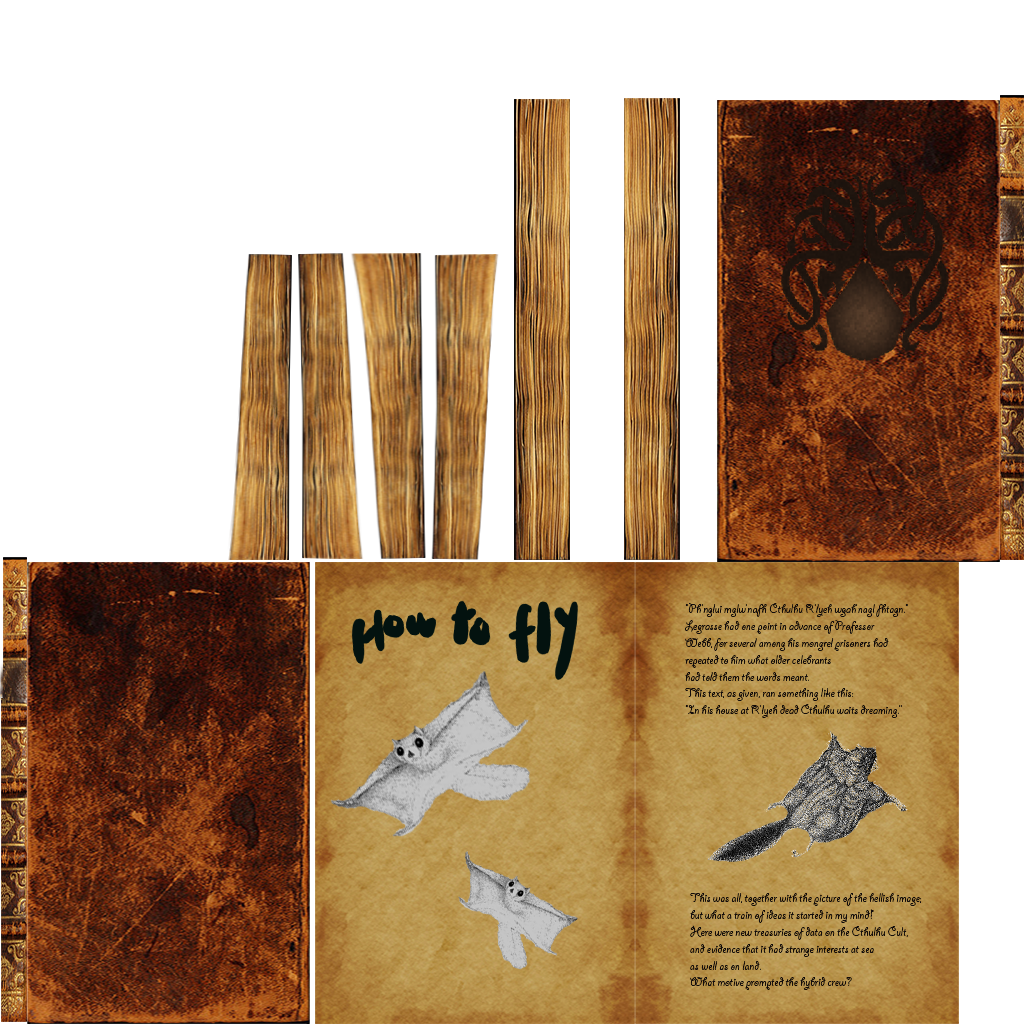 How to fly
"Ph'nglui mglw'nafh Cthulhu R'lyeh wgah nagl fhtagn."
Legrasse had one point in advance of Professor
Webb, for several among his mongrel prisoners had
repeated to him what older celebrants
had told them the words meant.
This text, as given, ran something like this:
"In his house at R'lyeh dead Cthulhu waits dreaming."
This was all, together with the picture of the hellish image;
but what a train of ideas it started in my mind!
Here were new treasuries of data on the Cthulhu Cult,
and evidence that it had strange interests at sea
as well as on land.
What motive prompted the hybrid crew?